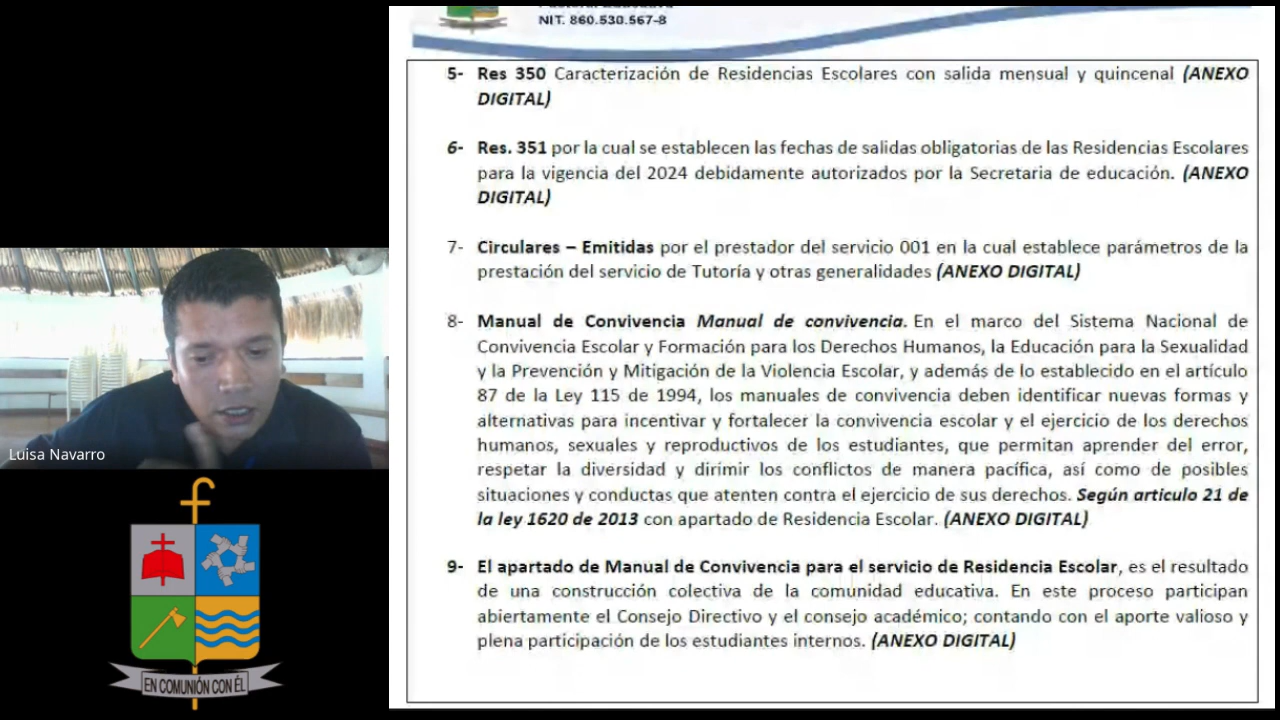 NIT. 860.530.567-8
5- Res 350 Caracterización de Residencias Escolares con salida mensual y quincenal (ANEXO
DIGITAL)
6- Res. 351 por la cual se establecen las fechas de salidas obligatorias de las Residencias Escolares
para la vigencia del 2024 debidamente autorizados por la Secretaria de educación. (ANEXO
DIGITAL)
7- Circulares – Emitidas por el prestador del servicio 001 en la cual establece parámetros de la
prestación del servicio de Tutoría y otras generalidades (ANEXO DIGITAL)
8- Manual de Convivencia Manual de convivencia. En el marco del Sistema Nacional de
Convivencia Escolar y Formación para los Derechos Humanos, la Educación para la Sexualidad
y la Prevención y Mitigación de la Violencia Escolar, y además de lo establecido en el artículo
87 de la Ley 115 de 1994, los manuales de convivencia deben identificar nuevas formas y
alternativas para incentivar y fortalecer la convivencia escolar y el ejercicio de los derechos
humanos, sexuales y reproductivos de los estudiantes, que permitan aprender del error,
respetar la diversidad y dirimir los conflictos de manera pacífica, así como de posibles
situaciones y conductas que atenten contra el ejercicio de sus derechos. Según articulo 21 de
la ley 1620 de 2013 con apartado de Residencia Escolar. (ANEXO DIGITAL)
9- El apartado de Manual de Convivencia para el servicio de Residencia Escolar, es el resultado
de una construcción colectiva de la comunidad educativa. En este proceso participan
abiertamente el Consejo Directivo y el consejo académico; contando con el aporte valioso y
plena participación de los estudiantes internos. (ANEXO DIGITAL)
Luisa Navarro
EN COMUNIÓN CON ÉL